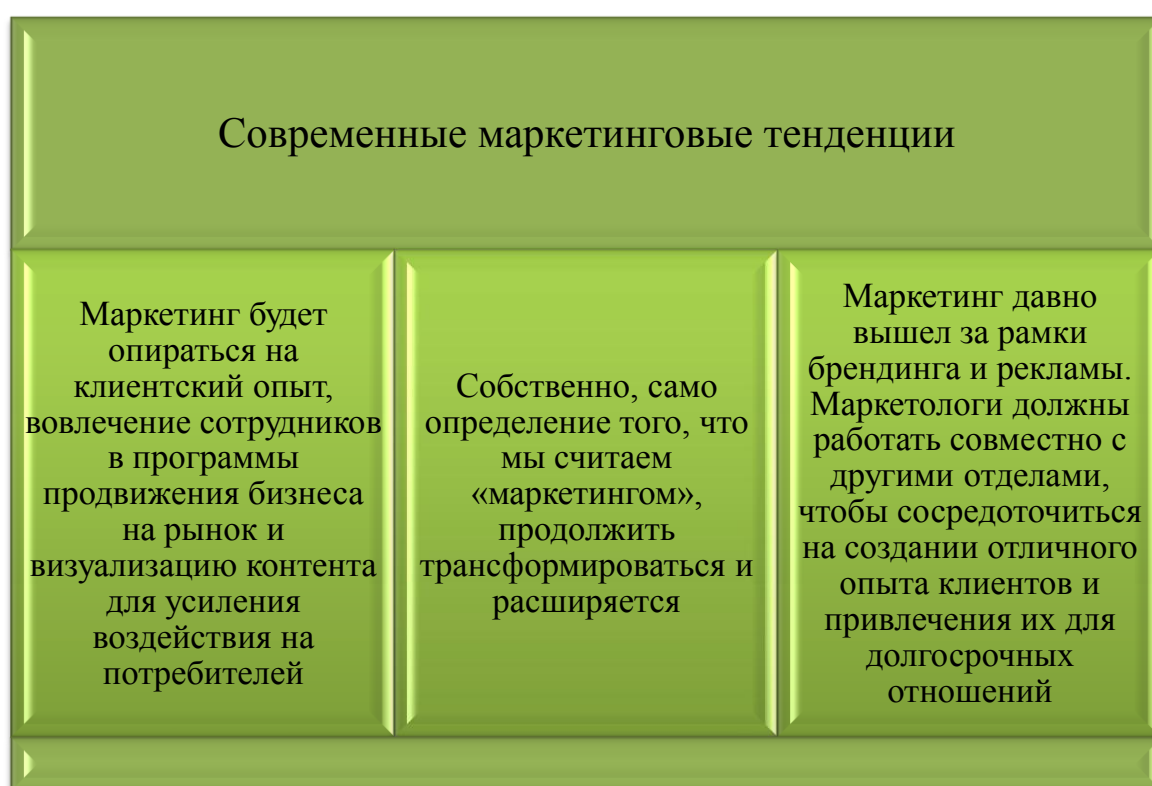 Современные маркетинговые тенденции
Маркетинг будет
опираться на
клиентский опыт,
вовлечение сотрудников
в программы
продвижения бизнеса
на рынок и
визуализацию контента
для усиления
воздействия на
потребителей
Собственно, само
определение того, что
мы считаем
«маркетингом»,
продолжить
трансформироваться и
расширяется
Маркетинг давно
вышел за рамки
брендинга и рекламы.
Маркетологи должны
работать совместно с
другими отделами,
чтобы сосредоточиться
на создании отличного
опыта клиентов и
привлечения их для
долгосрочных
отношений